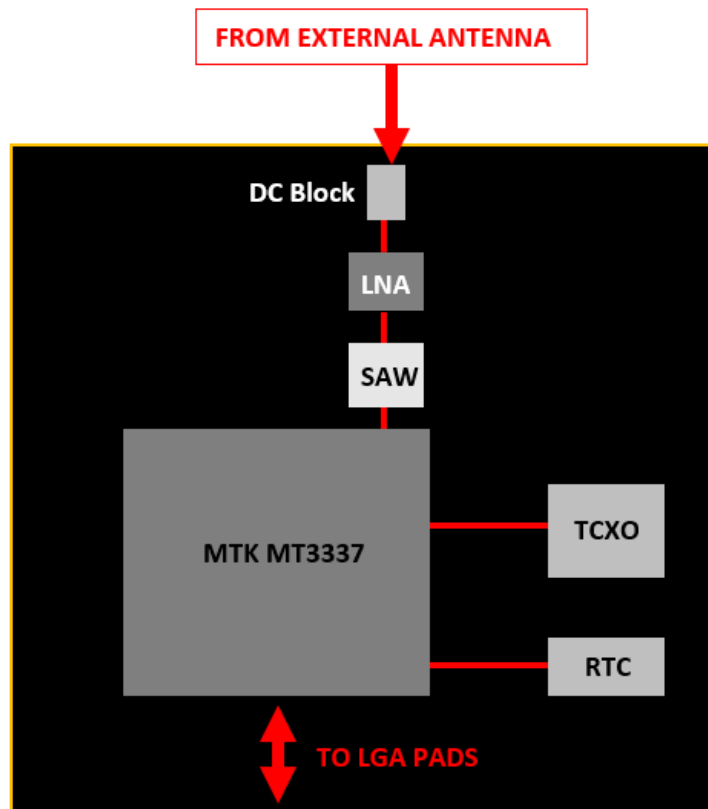 FROM EXTERNAL ANTENNA
DC Block
LNA
SAW
MTK MT3337
TCXO
RTC
TO LGA PADS